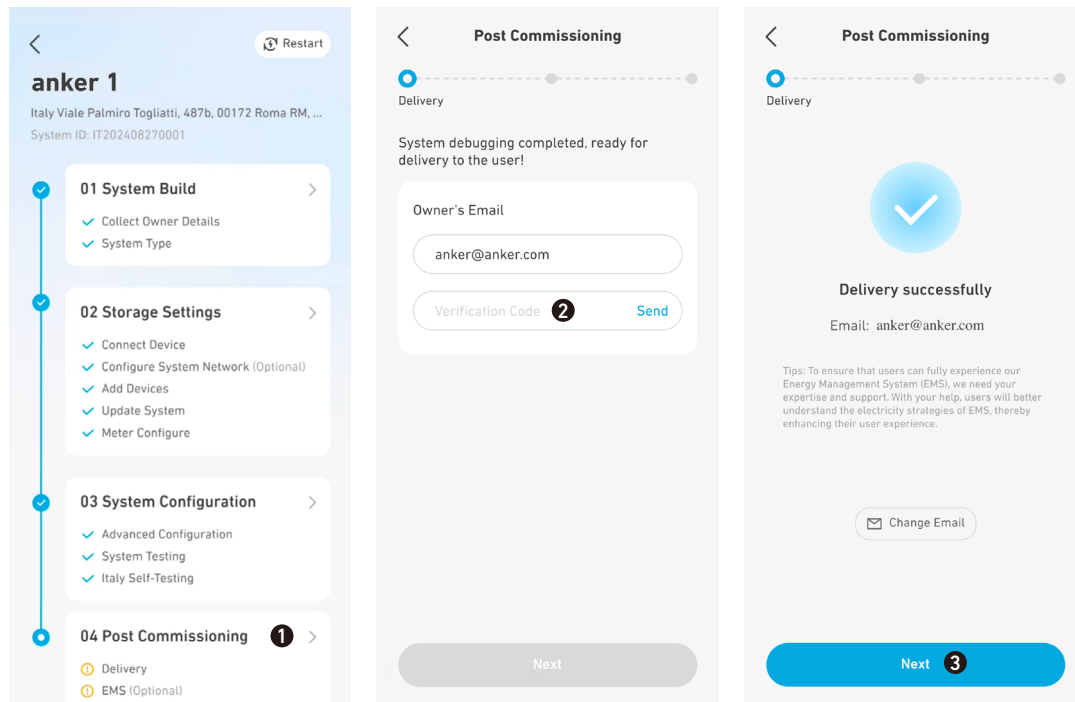 Restart
anker 1
Italy Viale Palmiro Togliatti, 487b, 00172 Roma RM, ...
System ID: IT202408270001
01 System Build
Collect Owner Details
System Type
02 Storage Settings
Connect Device
Configure System Network (Optional)
Add Devices
Update System
Meter Configure
03 System Configuration
Advanced Configuration
System Testing
Italy Self-Testing
04 Post Commissioning 1
Delivery
EMS (Optional)
Post Commissioning
Delivery
System debugging completed, ready for
delivery to the user!
Owner's Email
anker@anker.com
Verification Code 2 Send
Next
Post Commissioning
Delivery
Delivery successfully
Email: anker@anker.com
Tips: To ensure that users can fully experience our
Energy Management System (EMS), we need your
expertise and support. With your help, users will better
understand the electricity strategies of EMS, thereby
enhancing their user experience.
Change Email
Next 3